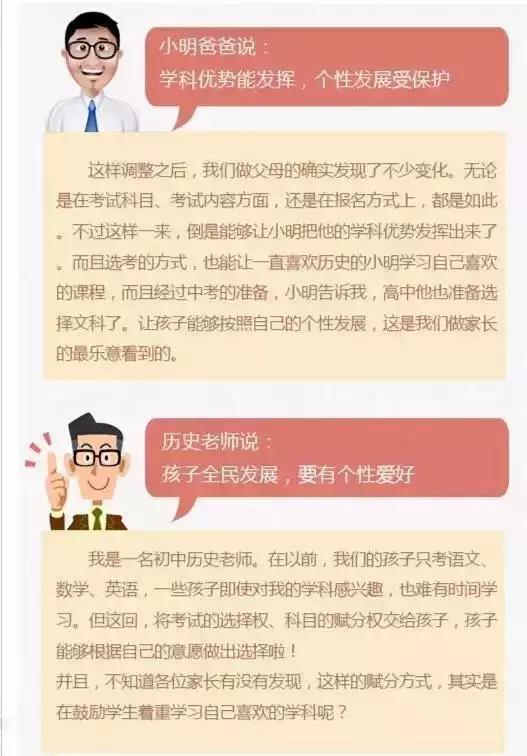 小明爸爸说：
学科优势能发挥，个性发展受保护
这样调整之后，我们做父母的确实发现了不少变化。无论
是在考试科目、考试内容方面，还是在报名方式上，都是如此
。不过这样一来，倒是能够让小明把他的学科优势发挥出来了
。而且选考的方式，也能让一直喜欢历史的小明学习自己喜欢
的课程，而且经过中考的准备，小明告诉我，高中他也准备选
择文科了。让孩子能够按照自己的个性发展，这是我们做家长
的最乐意看到的。
历史老师说：
孩子全民发展，要有个性爱好
我是一名初中历史老师。在以前，我们的孩子只考语文、
数学、英语，一些孩子即使对我的学科感兴趣，也难有时间学
习。但这回，将考试的选择权、科目的赋分权交给孩子，孩子
能够根据自己的意愿做出选择啦！
并且，不知道各位家长有没有发现，这样的赋分方式，其实是
在鼓励学生着重学习自己喜欢的学科呢？